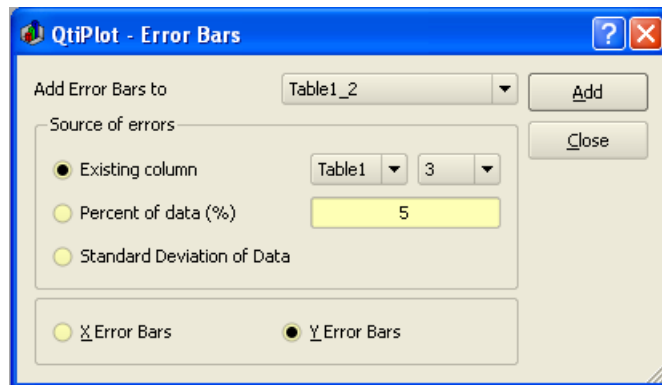 QtiPlot - Error Bars
Add Error Bars to Table1_2 Add
Source of errors
Close
Existing column Table1 3
Percent of data (%) 5
Standard Deviation of Data
X Error Bars Y Error Bars